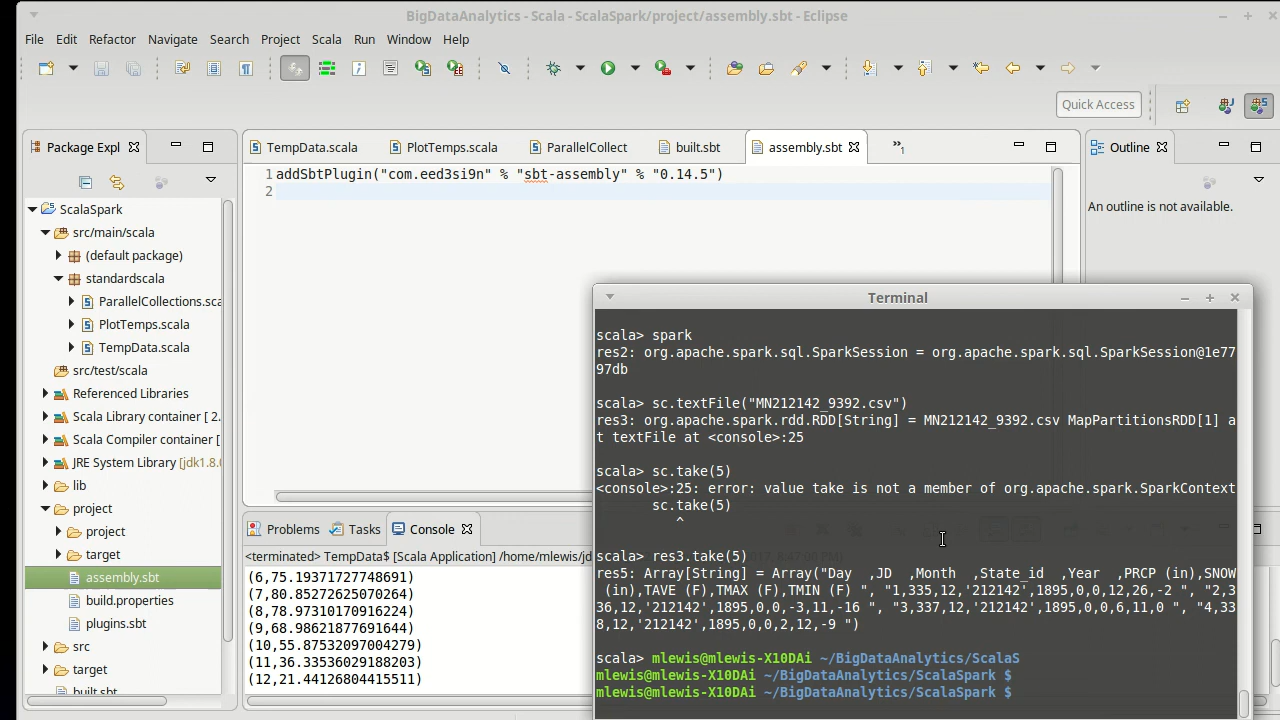 BigDataAnalytics - Scala - ScalaSpark/project/assembly.sbt - Eclipse
File Edit Refactor Navigate Search Project Scala Run Window Help
Quick Access
Package Expl
ScalaSpark
src/main/scala
(default package)
standardscala
ParallelCollections.sca
PlotTemps.scala
TempData.scala
src/test/scala
Referenced Libraries
Scala Library container [ 2.
Scala Compiler container [
JRE System Library [jdk1.8.0
lib
project
project
target
assembly.sbt
build.properties
plugins.sbt
src
target
built.sbt
TempData.scala PlotTemps.scala ParallelCollect built.sbt assembly.sbt »1
1 addSbtPlugin("com.eed3si9n" % "sbt-assembly" % "0.14.5")
2
Outline
An outline is not available.
Problems Tasks Console
<terminated> TempData$ [Scala Application] /home/mlewis/jd
(6,75.19371727748691)
(7,80.85272625070264)
(8,78.97310170916224)
(9,68.98621877691644)
(10,55.87532097004279)
(11,36.33536029188203)
(12,21.44126804415511)
Terminal
scala> spark
res2: org.apache.spark.sql.SparkSession = org.apache.spark.sql.SparkSession@1e77
97db
scala> sc.textFile("MN212142_9392.csv")
res3: org.apache.spark.rdd.RDD[String] = MN212142_9392.csv MapPartitionsRDD[1] a
t textFile at <console>:25
scala> sc.take(5)
<console>:25: error: value take is not a member of org.apache.spark.SparkContext
sc.take(5)
^
scala> res3.take(5)
res5: Array[String] = Array("Day  ,JD  ,Month  ,State_id  ,Year  ,PRCP (in),SNOW
 (in),TAVE (F),TMAX (F),TMIN (F) ", "1,335,12,'212142',1895,0,0,12,26,-2 ", "2,3
36,12,'212142',1895,0,0,-3,11,-16 ", "3,337,12,'212142',1895,0,0,6,11,0 ", "4,33
8,12,'212142',1895,0,0,2,12,-9 ")
scala> mlewis@mlewis-X10DAi ~/BigDataAnalytics/ScalaS
mlewis@mlewis-X10DAi ~/BigDataAnalytics/ScalaSpark $
mlewis@mlewis-X10DAi ~/BigDataAnalytics/ScalaSpark $